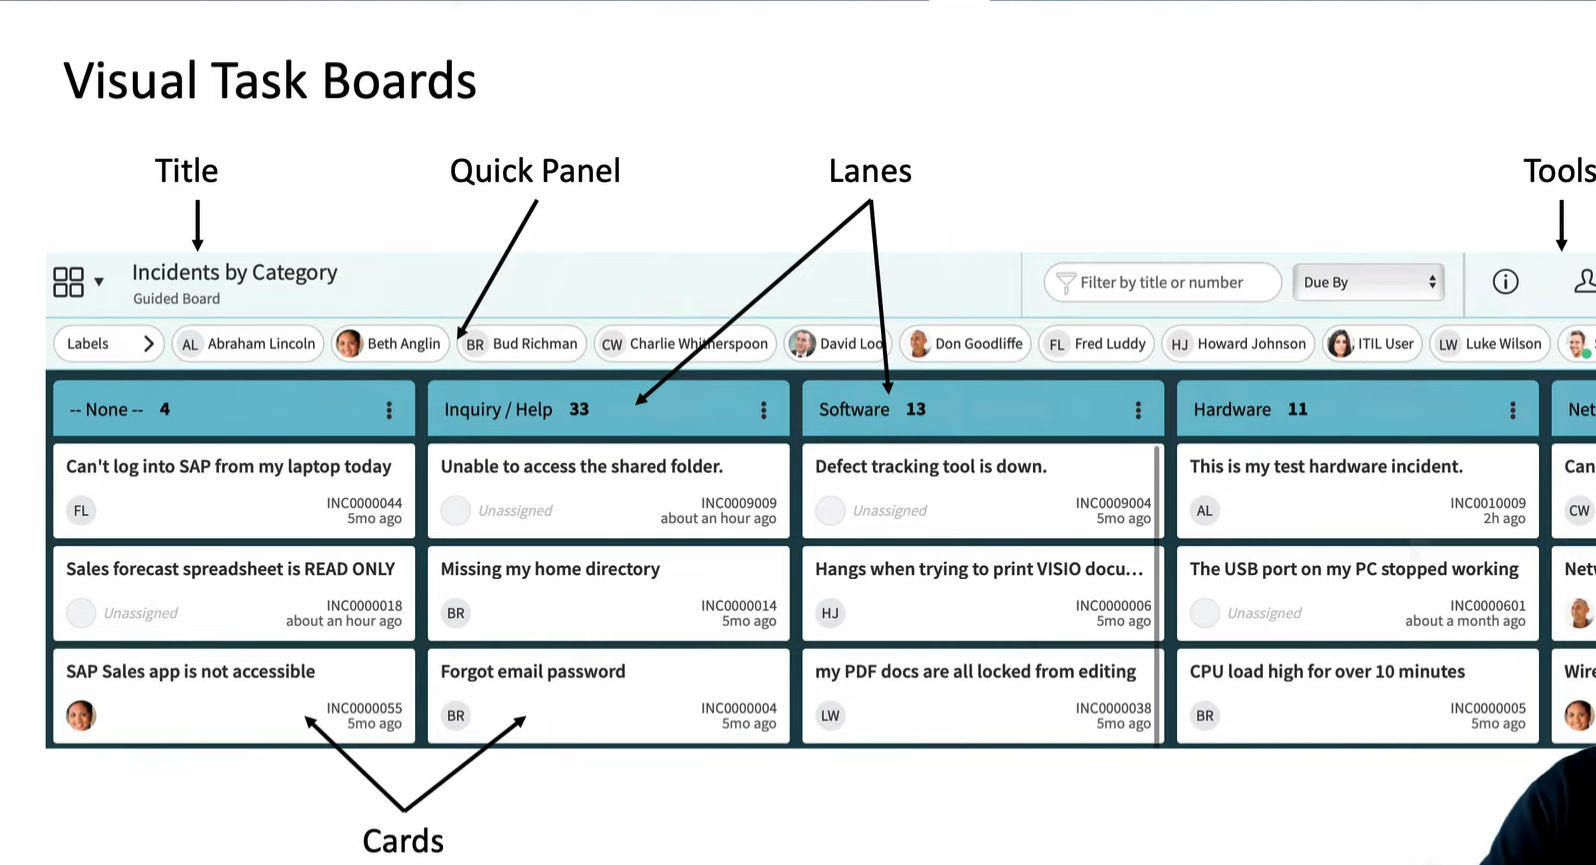 Visual Task Boards
Title
Quick Panel
Lanes
Tools
Incidents by Category
Guided Board
Filter by title or number
Due By
Labels
AL Abraham Lincoln
Beth Anglin
BR Bud Richman
CW Charlie Whitherspoon
David Loo
Don Goodliffe
FL Fred Luddy
HJ Howard Johnson
ITIL User
LW Luke Wilson
-- None -- 4
Inquiry / Help 33
Software 13
Hardware 11
Net
Can't log into SAP from my laptop today
FL
INC0000044
5mo ago
Unable to access the shared folder.
Unassigned
INC0009009
about an hour ago
Defect tracking tool is down.
Unassigned
INC0009004
5mo ago
This is my test hardware incident.
AL
INC0010009
2h ago
Can
CW
Sales forecast spreadsheet is READ ONLY
Unassigned
INC0000018
about an hour ago
Missing my home directory
BR
INC0000014
5mo ago
Hangs when trying to print VISIO docu...
HJ
INC0000006
5mo ago
The USB port on my PC stopped working
Unassigned
INC0000601
about a month ago
Net
SAP Sales app is not accessible
INC0000055
5mo ago
Forgot email password
BR
INC0000004
5mo ago
my PDF docs are all locked from editing
LW
INC0000038
5mo ago
CPU load high for over 10 minutes
BR
INC0000005
5mo ago
Wire
Cards